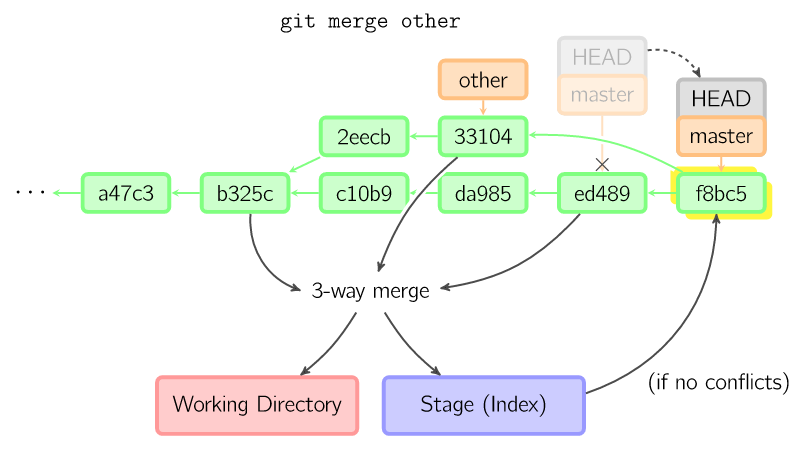 git merge other
HEAD
master
other
HEAD
master
2eecb
33104
...
a47c3
b325c
c10b9
da985
ed489
f8bc5
3-way merge
(if no conflicts)
Working Directory
Stage (Index)